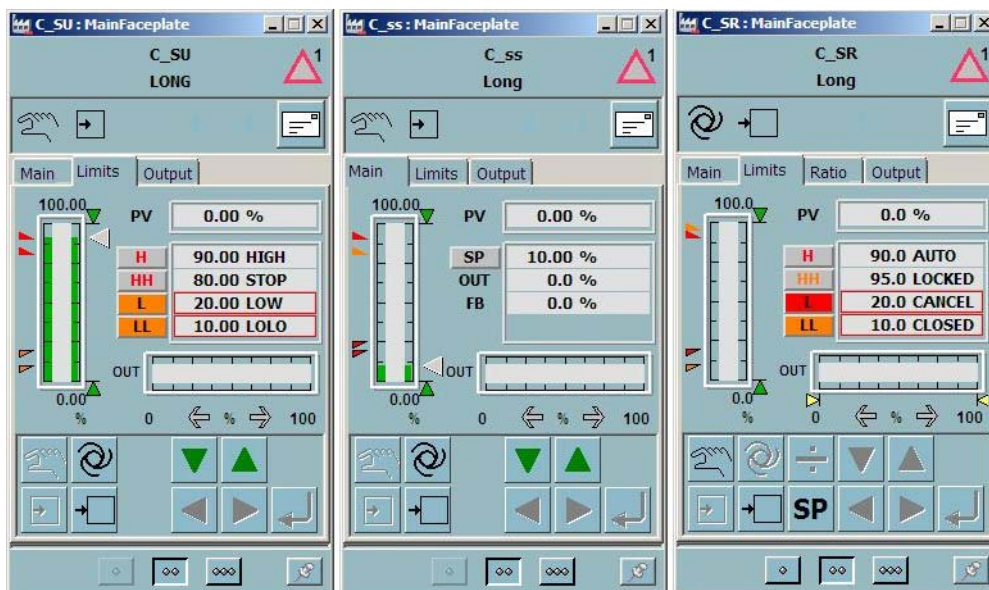 C_SU : MainFaceplate
C_SU
LONG
1
Main Limits Output
100.00
PV 0.00 %
H 90.00 HIGH
HH 80.00 STOP
L 20.00 LOW
LL 10.00 LOLO
OUT
0.00
% 0 % 100
C_ss : MainFaceplate
C_ss
Long
1
Main Limits Output
100.00
PV 0.00 %
SP 10.00 %
OUT 0.0 %
FB 0.0 %
OUT
0.00
% 0 % 100
C_SR : MainFaceplate
C_SR
Long
1
Main Limits Ratio Output
100.0
PV 0.0 %
H 90.0 AUTO
HH 95.0 LOCKED
L 20.0 CANCEL
LL 10.0 CLOSED
OUT
0.0
% 0 % 100
SP